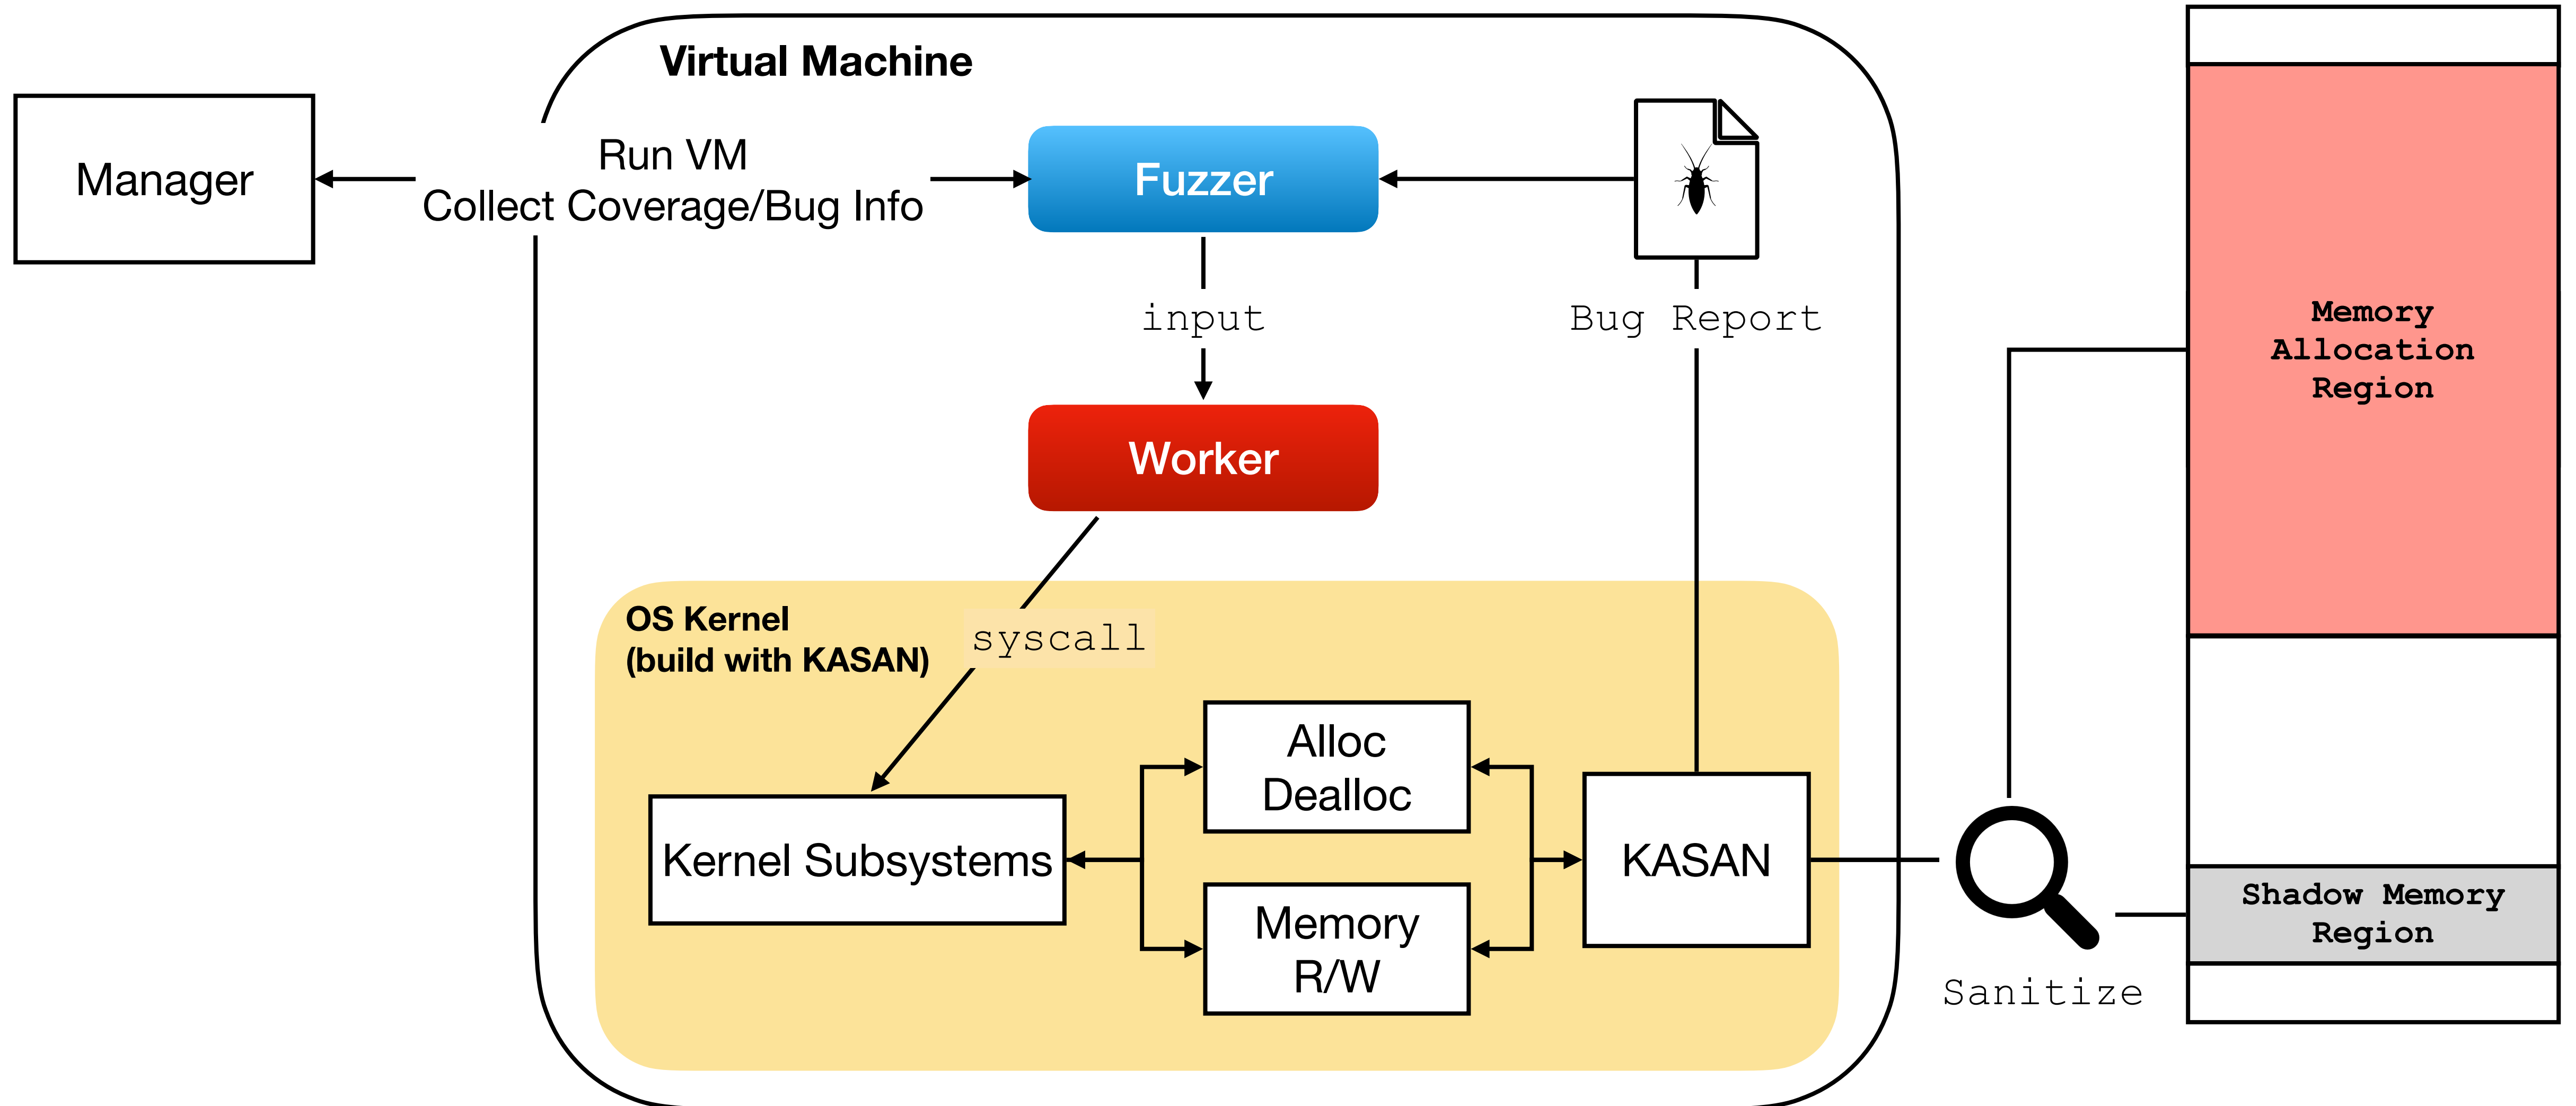 Virtual Machine
Manager
Run VM
Collect Coverage/Bug Info
Fuzzer
input
Bug Report
Worker
OS Kernel
(build with KASAN)
syscall
Kernel Subsystems
Alloc
Dealloc
Memory
R/W
KASAN
Sanitize
Memory
Allocation
Region
Shadow Memory
Region